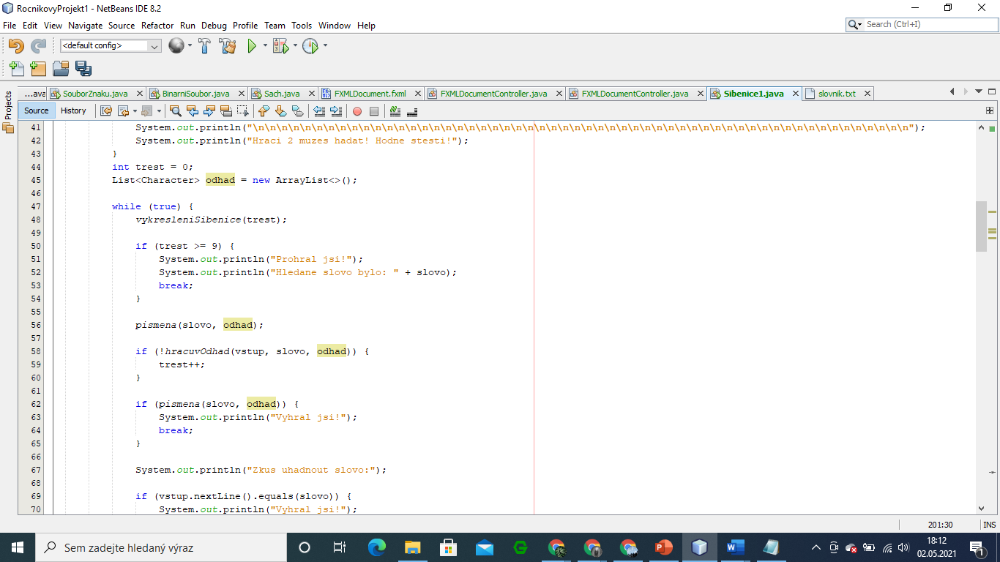 RocnikovyProjekt1 - NetBeans IDE 8.2
File Edit View Navigate Source Refactor Run Debug Profile Team Tools Window Help
Search (Ctrl+I)
<default config>
Projects
...ava SouborZnaku.java BinarniSoubor.java Sach.java FXMLDocument.fxml FXMLDocumentController.java FXMLDocumentController.java Sibenice1.java slovnik.txt
Source History
41 System.out.println("\n\n\n\n\n\n\n\n\n\n\n\n\n\n\n\n\n\n\n\n\n\n\n\n\n\n\n\n\n\n\n\n\n\n\n\n\n\n\n\n\n\n\n\n\n\n\n\n\n\n\n\n\n\n\n\n");
42 System.out.println("Hraci 2 muzes hadat! Hodne stesti!");
43 }
44 int trest = 0;
45 List<Character> odhad = new ArrayList<>();
46
47 while (true) {
48 vykresleniSibenice(trest);
49
50 if (trest >= 9) {
51 System.out.println("Prohral jsi!");
52 System.out.println("Hledane slovo bylo: " + slovo);
53 break;
54 }
55
56 pismena(slovo, odhad);
57
58 if (!hracuvOdhad(vstup, slovo, odhad)) {
59 trest++;
60 }
61
62 if (pismena(slovo, odhad)) {
63 System.out.println("Vyhral jsi!");
64 break;
65 }
66
67 System.out.println("Zkus uhadnout slovo:");
68
69 if (vstup.nextLine().equals(slovo)) {
70 System.out.println("Vyhral jsi!");
201:30 INS
Sem zadejte hledaný výraz
18:12
02.05.2021
1